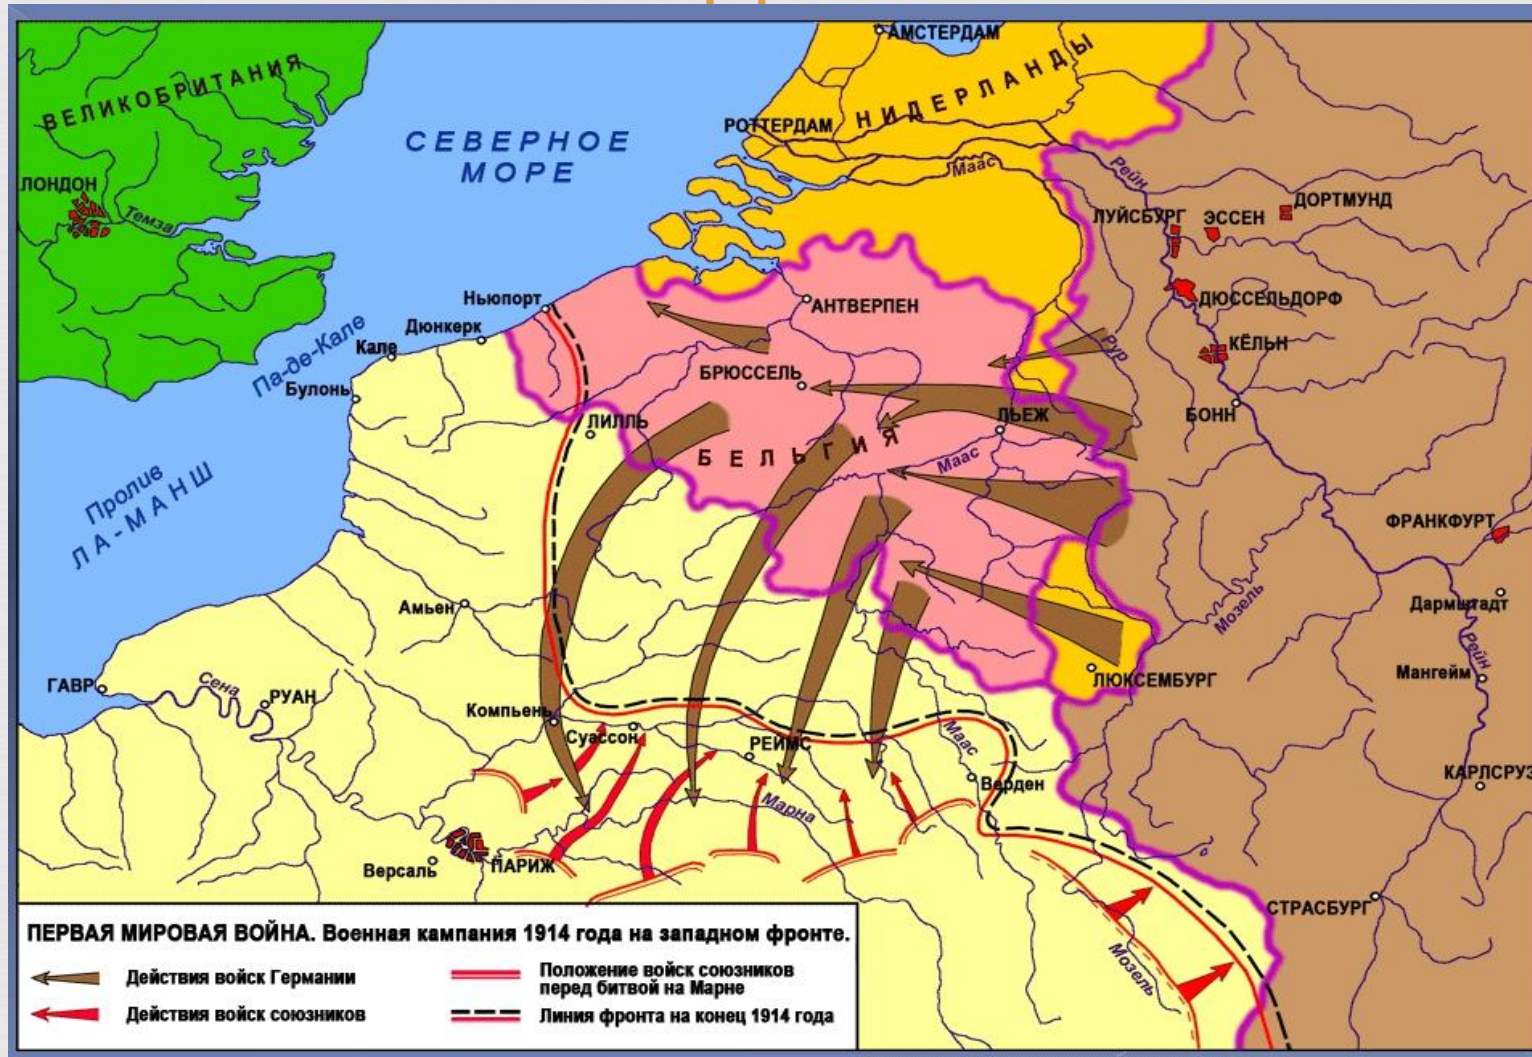 АМСТЕРДАМ
ВЕЛИКОБРИТАНИЯ
НИДЕРЛАНДЫ
СЕВЕРНОЕ
МОРЕ
РОТТЕРДАМ
Маас
Рейн
ЛОНДОН
Темза
ЛУЙСБУРГ
ЭССЕН
ДОРТМУНД
Ньюпорт
АНТВЕРПЕН
ДЮССЕЛЬДОРФ
Дюнкерк
Па-де-Кале
Кале
Рур
КЁЛЬН
БРЮССЕЛЬ
Булонь
ЛИЛЛЬ
ЛЬЕЖ
БОНН
БЕЛЬГИЯ
Маас
Пролив
ЛА-МАНШ
ФРАНКФУРТ
Амьен
Мозель
Дармштадт
Рейн
ГАВР
Сена
РУАН
ЛЮКСЕМБУРГ
Мангейм
Компьень
Суассон
РЕЙМС
Маас
Верден
КАРЛСРУЗ
Марна
Версаль
ПАРИЖ
СТРАСБУРГ
Мозель
ПЕРВАЯ МИРОВАЯ ВОЙНА. Военная кампания 1914 года на западном фронте.
Действия войск Германии
Положение войск союзников
перед битвой на Марне
Действия войск союзников
Линия фронта на конец 1914 года